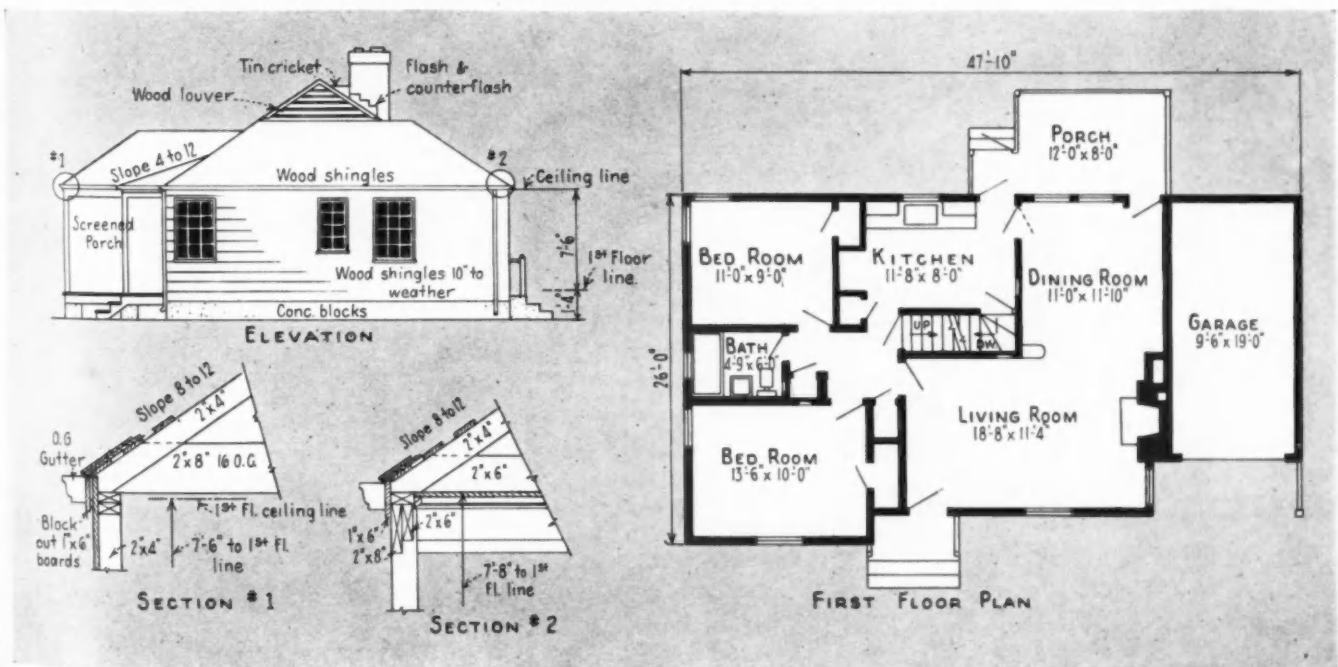 Tin cricket
Flash &
counterflash
Wood louver
#1
Slope 4 to 12
Wood shingles
#2
Ceiling line
Screened
Porch
7'-6"
1st Floor
line.
Wood shingles 10" to
weather
1'-4"
Conc. blocks
ELEVATION
Slope 8 to 12
2"x4"
O.G.
Gutter
2"x8" 16 O.C.
1st Fl. ceiling line
Block
out 1"x6"
boards
2"x4"
7'-6" to 1st Fl.
line
SECTION #1
Slope 8 to 12
2"x4"
2"x6"
1"x6"
2"x8"
2"x6"
7'-8" to 1st
Fl. line
SECTION #2
47'-10"
26'-0"
PORCH
12'-0"x8'-0"
BED ROOM
11'-0"x9'-0"
KITCHEN
11'-8"x8'-0"
DINING ROOM
11'-0"x11'-10"
GARAGE
9'-6"x19'-0"
UP
DW.
BATH
4'-9"x6'-0"
LIVING ROOM
18'-8"x11'-4"
BED ROOM
13'-6"x10'-0"
FIRST FLOOR PLAN